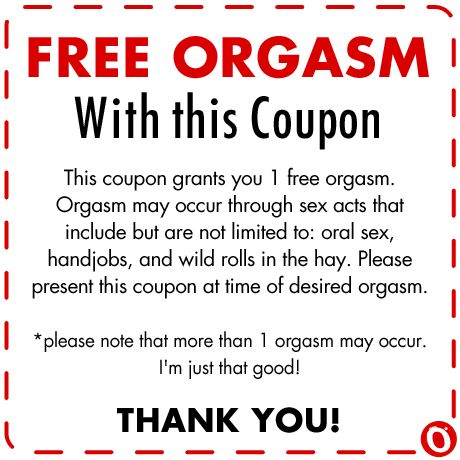 FREE ORGASM
With this Coupon
This coupon grants you 1 free orgasm.
Orgasm may occur through sex acts that
include but are not limited to: oral sex,
handjobs, and wild rolls in the hay. Please
present this coupon at time of desired orgasm.
*please note that more than 1 orgasm may occur.
I'm just that good!
THANK YOU!